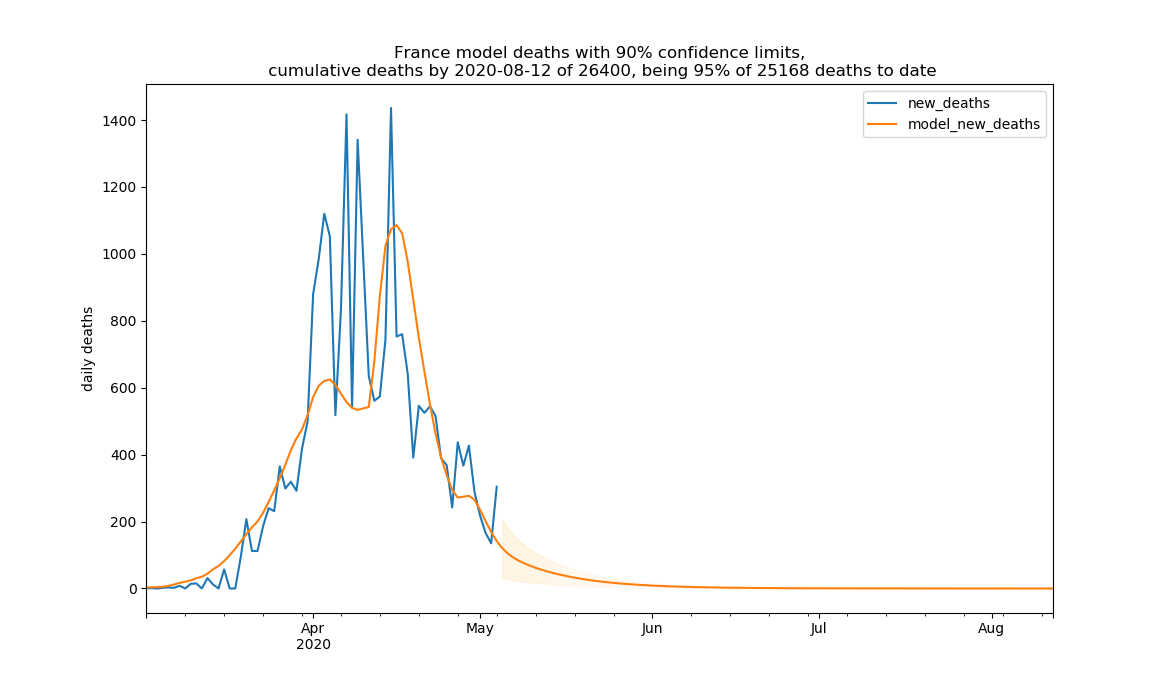 France model deaths with 90% confidence limits,
cumulative deaths by 2020-08-12 of 26400, being 95% of 25168 deaths to date
new_deaths
model_new_deaths
1400
1200
1000
800
600
400
200
0
daily deaths
Apr
2020
May
Jun
Jul
Aug